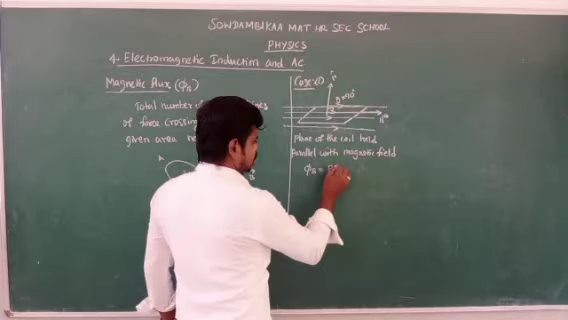 SOWDAMBIKAA MAT HR SEC SCHOOL
PHYSICS
4. Electromagnetic Induction and AC
Magnetic flux (ΦB)
Total number of
of force crossing
given area
A
Case (i)
θ=90°
Plane of the coil held
Parallel with magnetic field
ΦB =